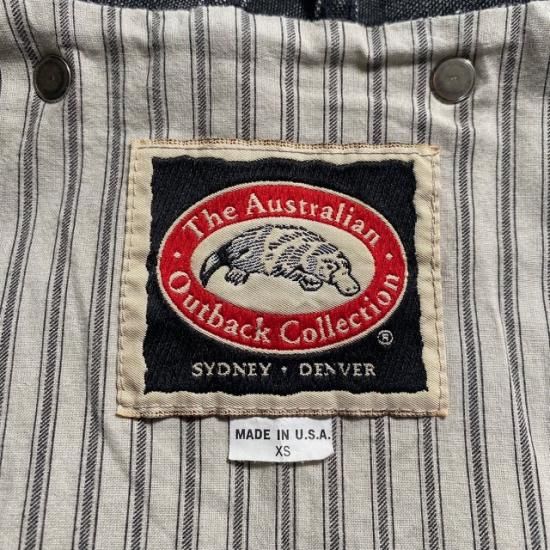 The Australian
Outback Collection
®
SYDNEY · DENVER
MADE IN U.S.A.
XS